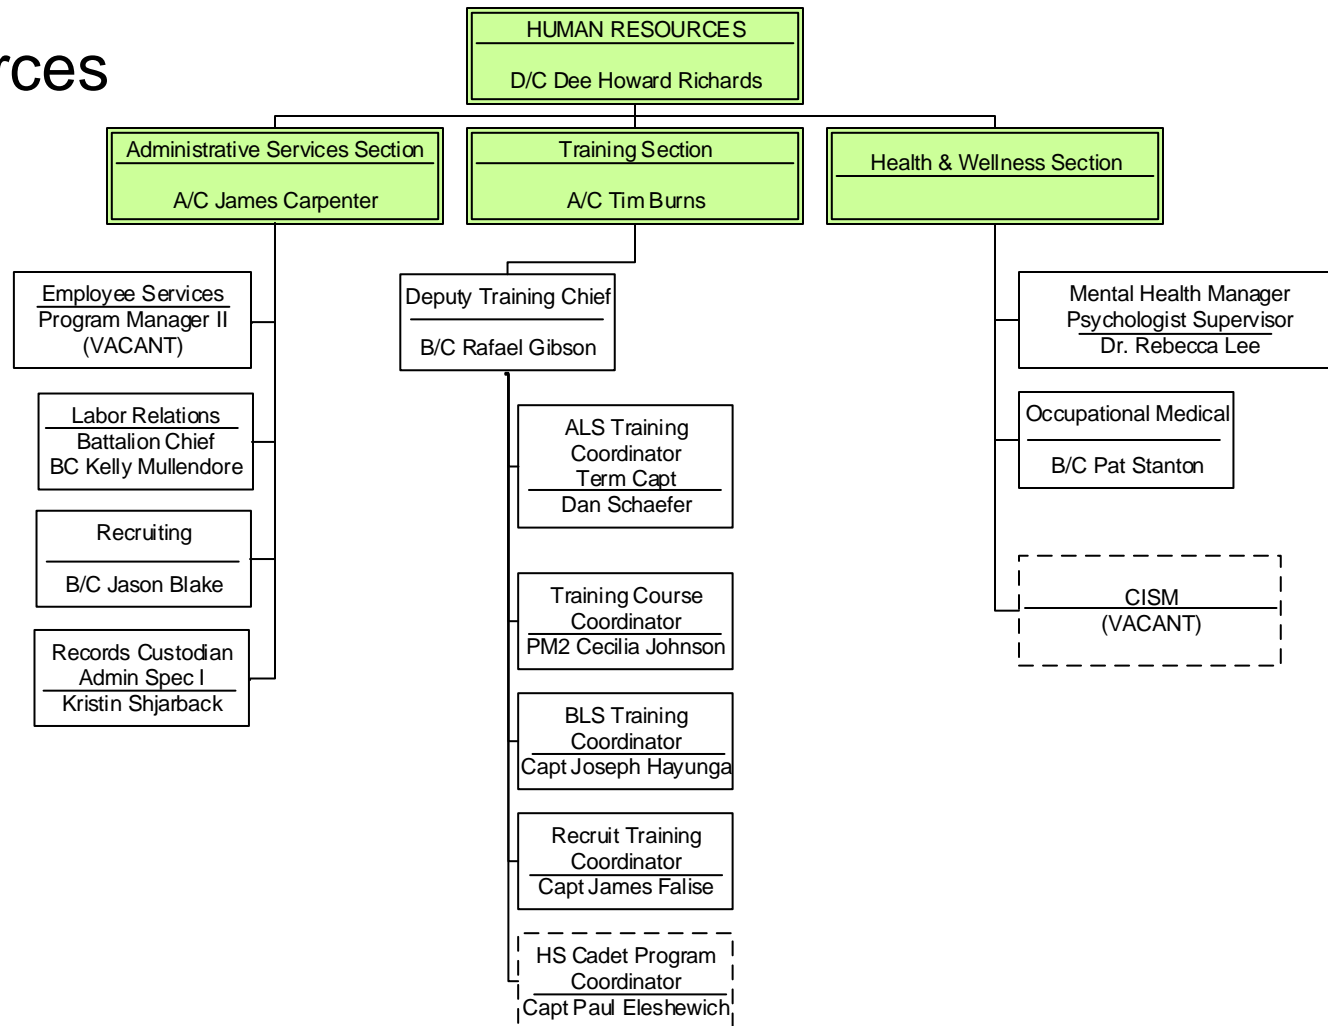 rces
HUMAN RESOURCES
D/C Dee Howard Richards
Administrative Services Section
A/C James Carpenter
Training Section
A/C Tim Burns
Health & Wellness Section
Employee Services
Program Manager II
(VACANT)
Labor Relations
Battalion Chief
BC Kelly Mullendore
Recruiting
B/C Jason Blake
Records Custodian
Admin Spec I
Kristin Shjarback
Deputy Training Chief
B/C Rafael Gibson
ALS Training
Coordinator
Term Capt
Dan Schaefer
Training Course
Coordinator
PM2 Cecilia Johnson
BLS Training
Coordinator
Capt Joseph Hayunga
Recruit Training
Coordinator
Capt James Falise
HS Cadet Program
Coordinator
Capt Paul Eleshewich
Mental Health Manager
Psychologist Supervisor
Dr. Rebecca Lee
Occupational Medical
B/C Pat Stanton
CISM
(VACANT)